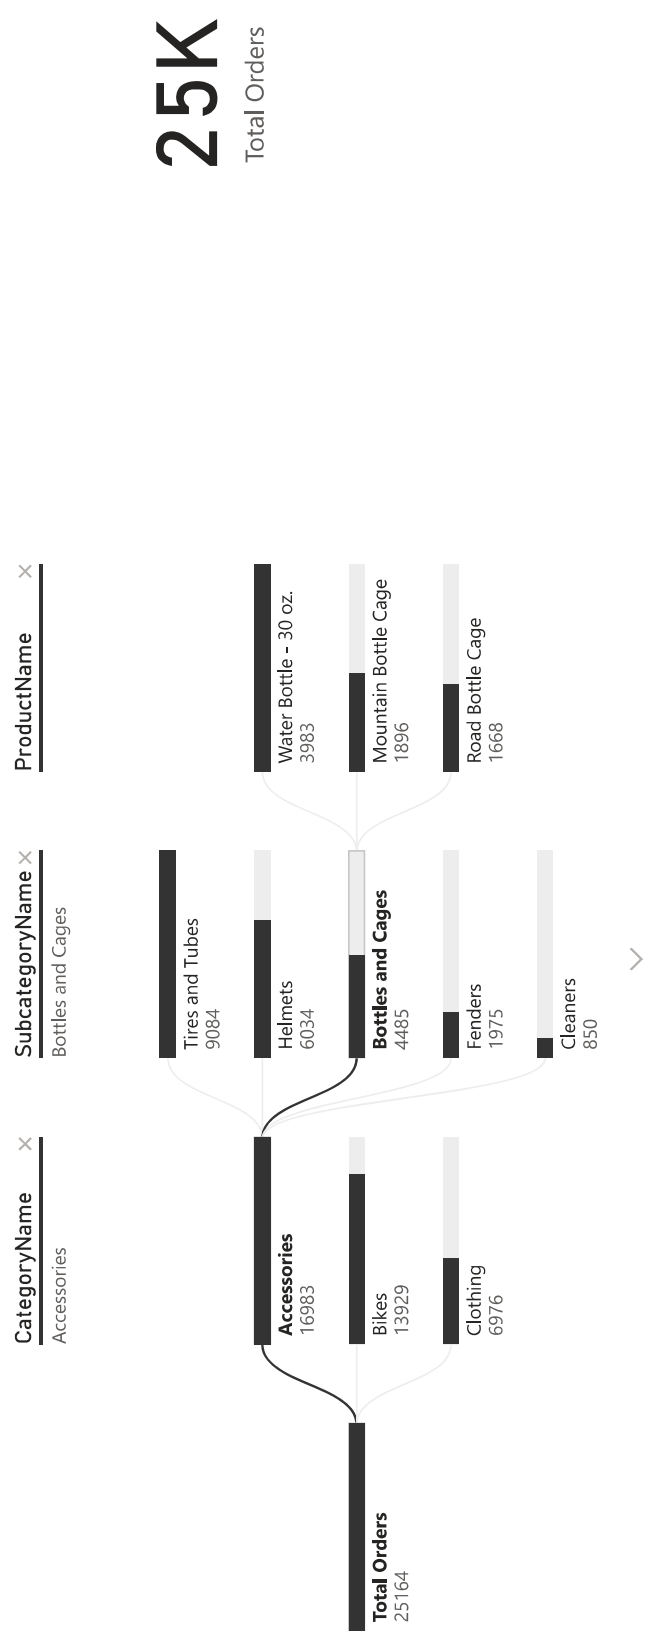 CategoryName
Accessories
SubcategoryName
Bottles and Cages
ProductName
25K
Total Orders
Total Orders
25164
Accessories
16983
Bikes
13929
Clothing
6976
Tires and Tubes
9084
Helmets
6034
Bottles and Cages
4485
Fenders
1975
Cleaners
850
Water Bottle - 30 oz.
3983
Mountain Bottle Cage
1896
Road Bottle Cage
1668